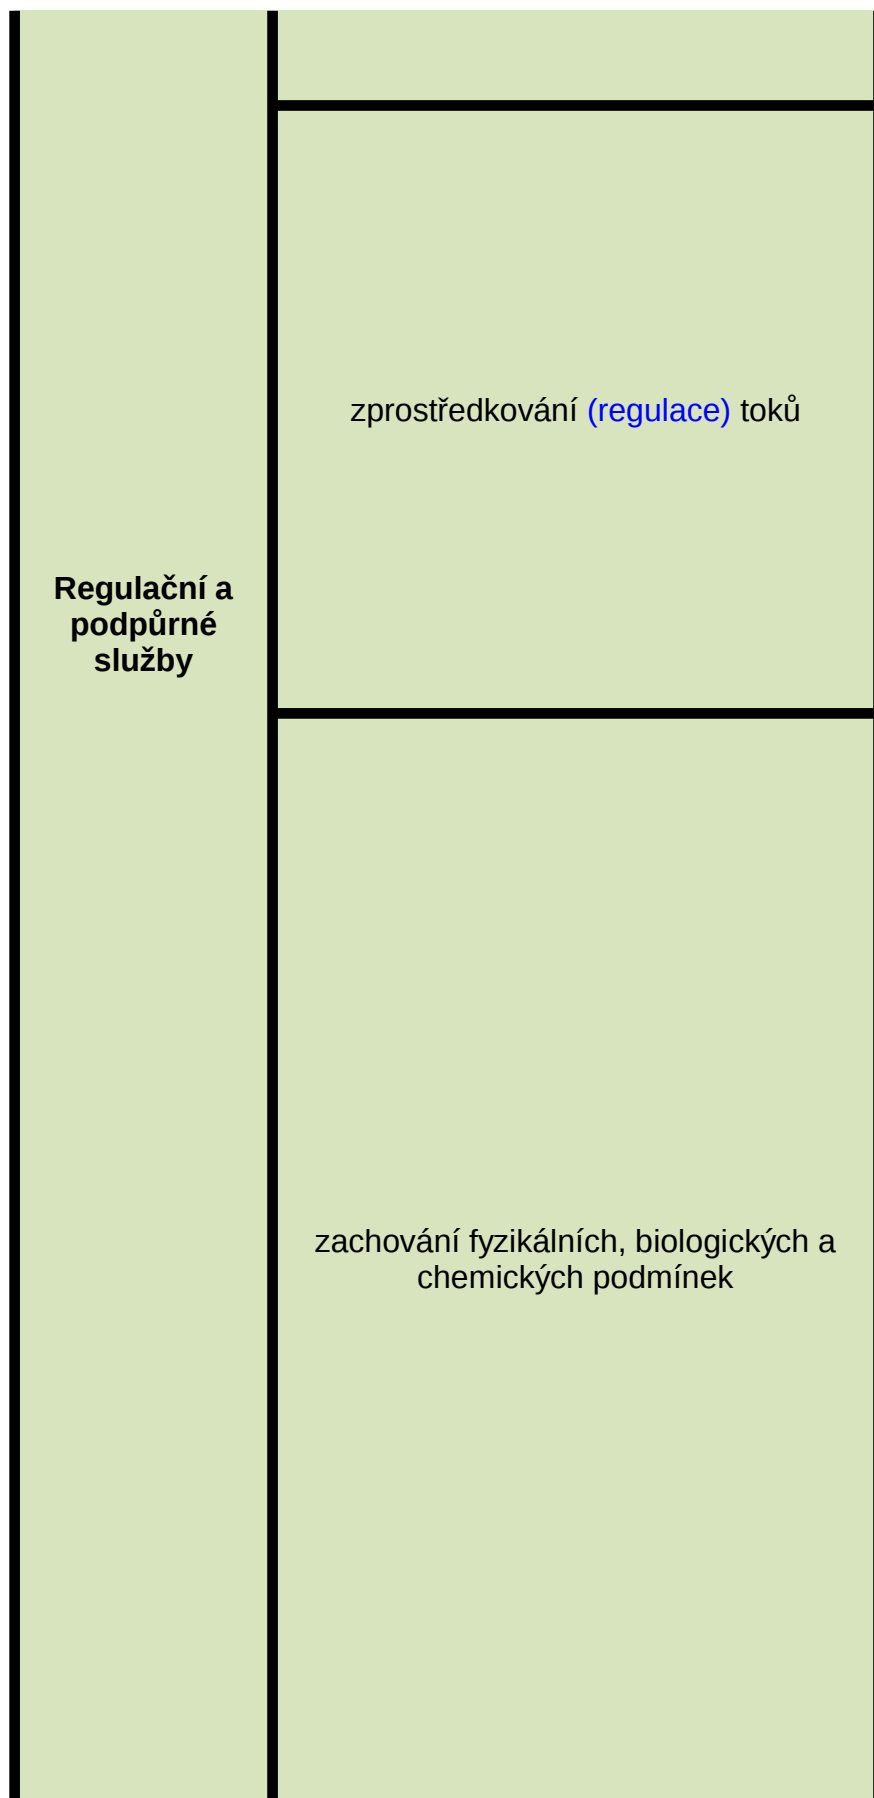 zprostředkování (regulace) toků
Regulační a
podpůrné
služby
zachování fyzikálních, biologických a
chemických podmínek